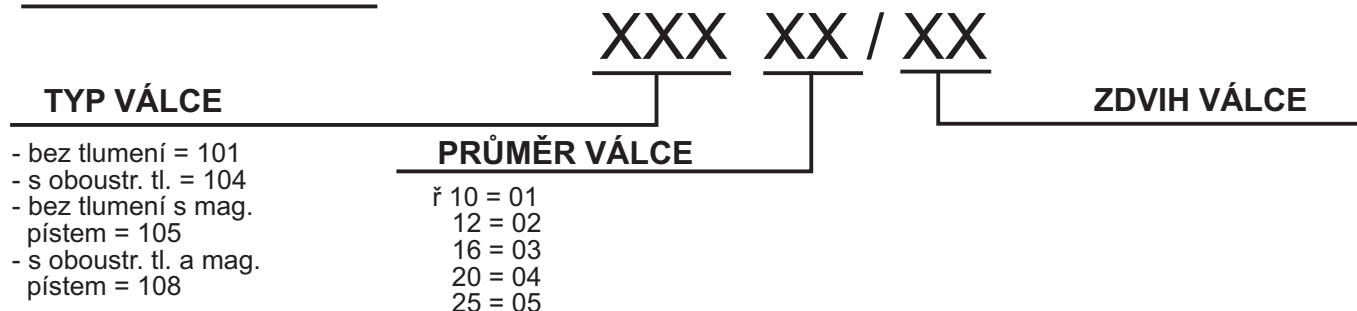 XXX XX / XX
TYP VÁLCE
ZDVIH VÁLCE
- bez tlumení = 101
- s oboustr. tl. = 104
- bez tlumení s mag.
pístem = 105
- s oboustr. tl. a mag.
pístem = 108
PRŮMĚR VÁLCE
ř 10 = 01
12 = 02
16 = 03
20 = 04
25 = 05